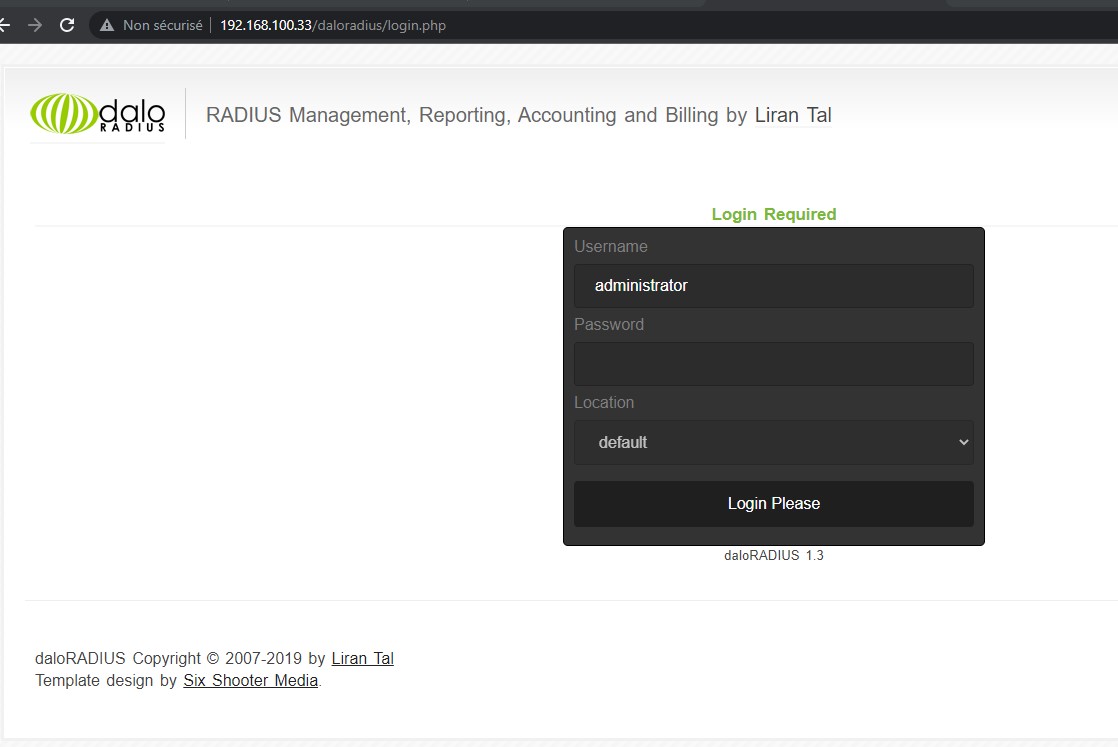 Non sécurisé | 192.168.100.33/daloradius/login.php
dalo
RADIUS
RADIUS Management, Reporting, Accounting and Billing by Liran Tal
Login Required
Username
administrator
Password
Location
default
Login Please
daloRADIUS 1.3
daloRADIUS Copyright © 2007-2019 by Liran Tal
Template design by Six Shooter Media.